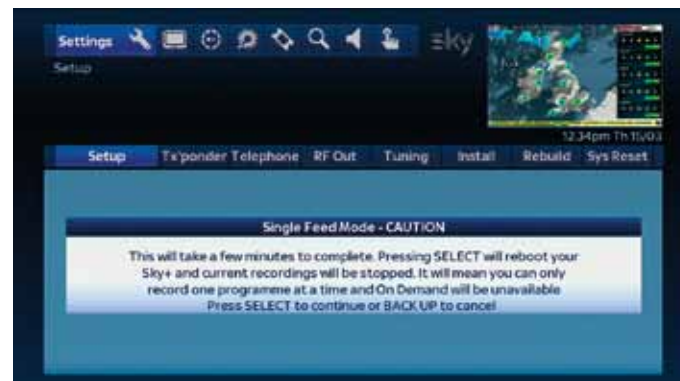 Settings
sky
Setup
12.34pm Th 15/03
Setup Tx'ponder Telephone RF Out Tuning Install Rebuild Sys Reset
Single Feed Mode - CAUTION
This will take a few minutes to complete. Pressing SELECT will reboot your
Sky+ and current recordings will be stopped. It will mean you can only
record one programme at a time and On Demand will be unavailable
Press SELECT to continue or BACK UP to cancel